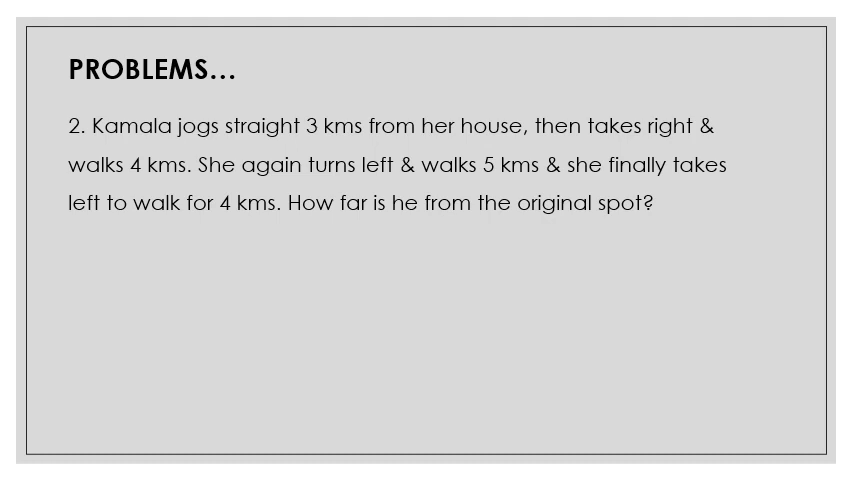 PROBLEMS…
2. Kamala jogs straight 3 kms from her house, then takes right &
walks 4 kms. She again turns left & walks 5 kms & she finally takes
left to walk for 4 kms. How far is he from the original spot?